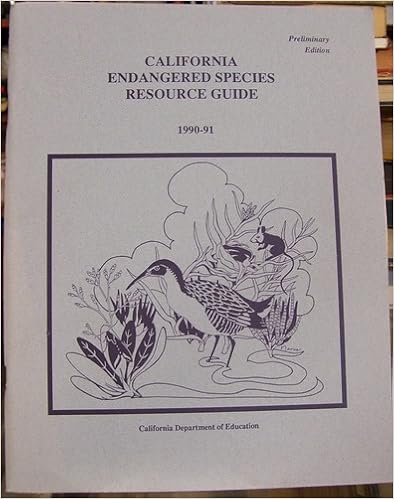 Preliminary
Edition
CALIFORNIA
ENDANGERED SPECIES
RESOURCE GUIDE
1990-91
California Department of Education